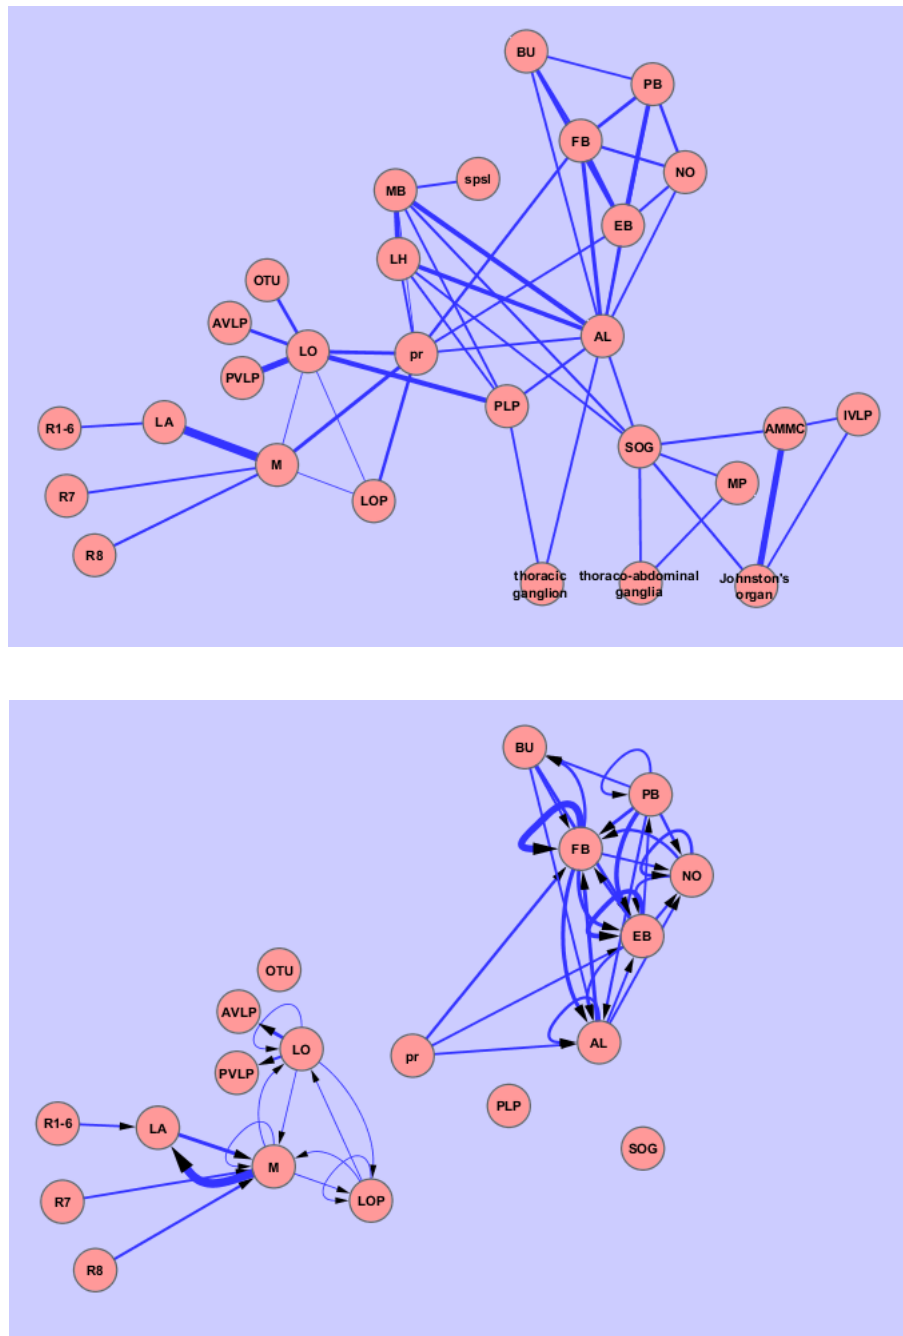 BU
PB
FB
NO
spsl
MB
EB
LH
OTU
AVLP
AL
LO
pr
PVLP
PLP
IVLP
R1-6
LA
AMMC
SOG
M
MP
R7
LOP
R8
thoracic
ganglion
thoraco-abdominal
ganglia
Johnston's
organ
BU
PB
FB
NO
EB
OTU
AVLP
AL
LO
pr
PVLP
PLP
R1-6
LA
SOG
M
R7
LOP
R8